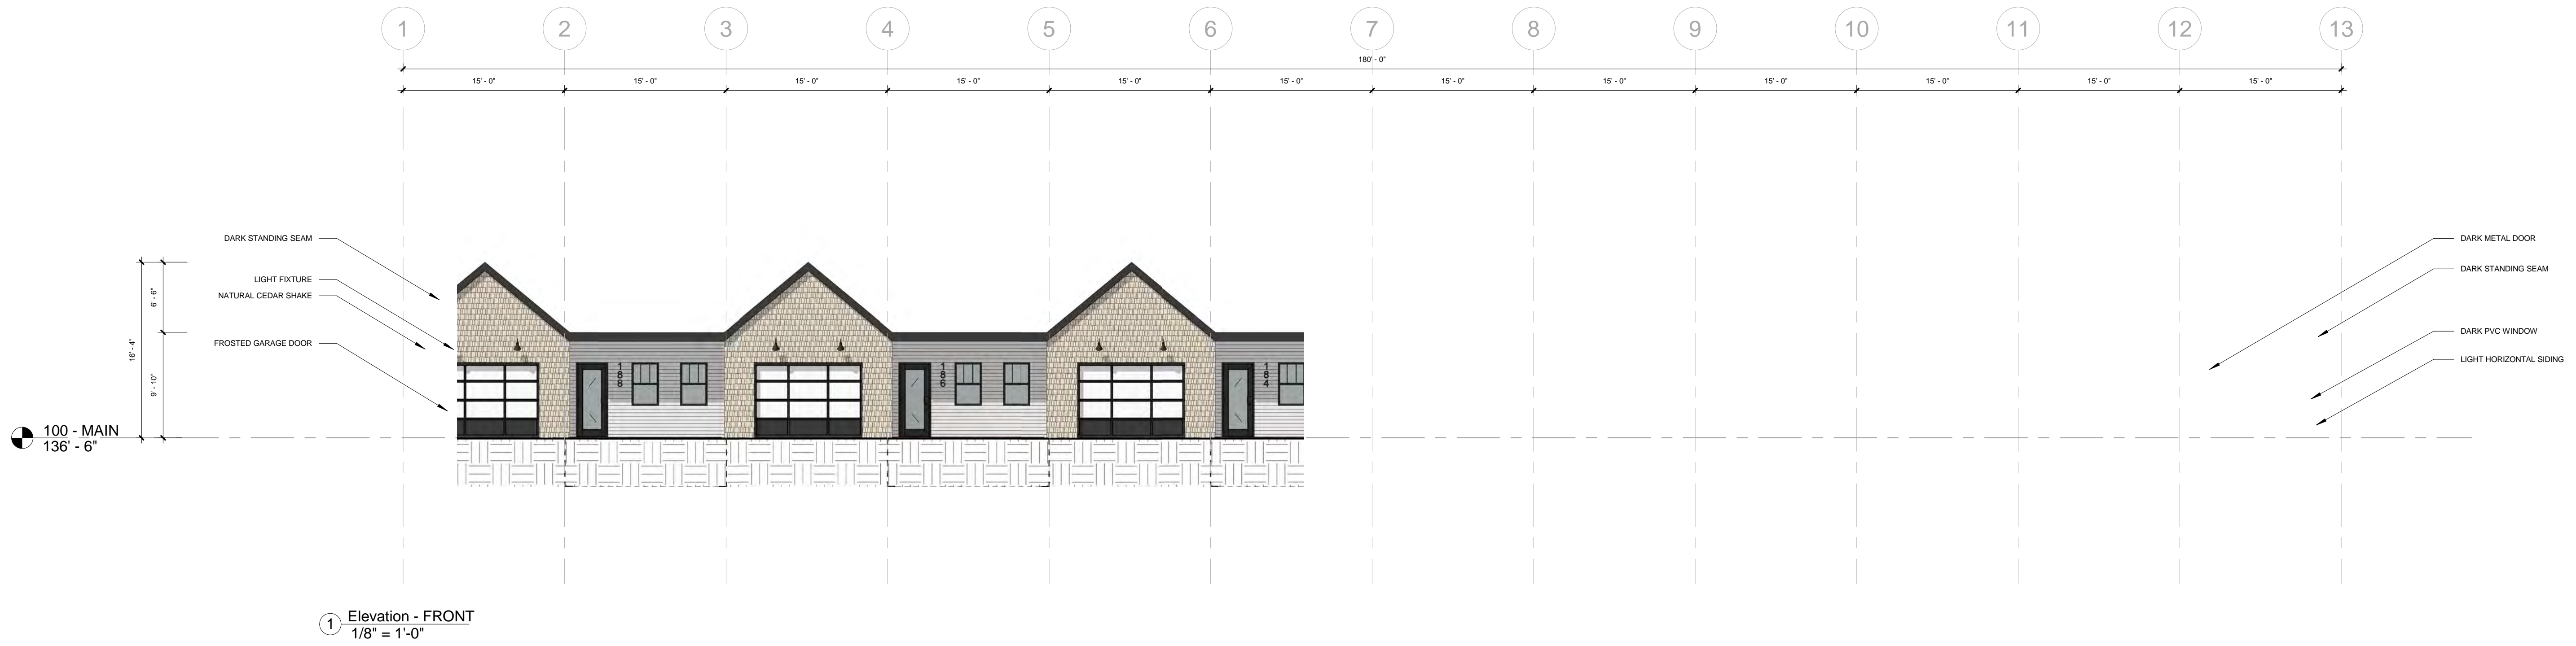 1 2 3 4 5 6 7 8 9 10 11 12 13
180' - 0"
15' - 0" 15' - 0" 15' - 0" 15' - 0" 15' - 0" 15' - 0" 15' - 0" 15' - 0" 15' - 0" 15' - 0" 15' - 0" 15' - 0"
DARK STANDING SEAM
LIGHT FIXTURE
NATURAL CEDAR SHAKE
FROSTED GARAGE DOOR
16' - 4"
6' - 6"
9' - 10"
100 - MAIN
136' - 6"
188
186
184
DARK METAL DOOR
DARK STANDING SEAM
DARK PVC WINDOW
LIGHT HORIZONTAL SIDING
1 Elevation - FRONT
1/8" = 1'-0"